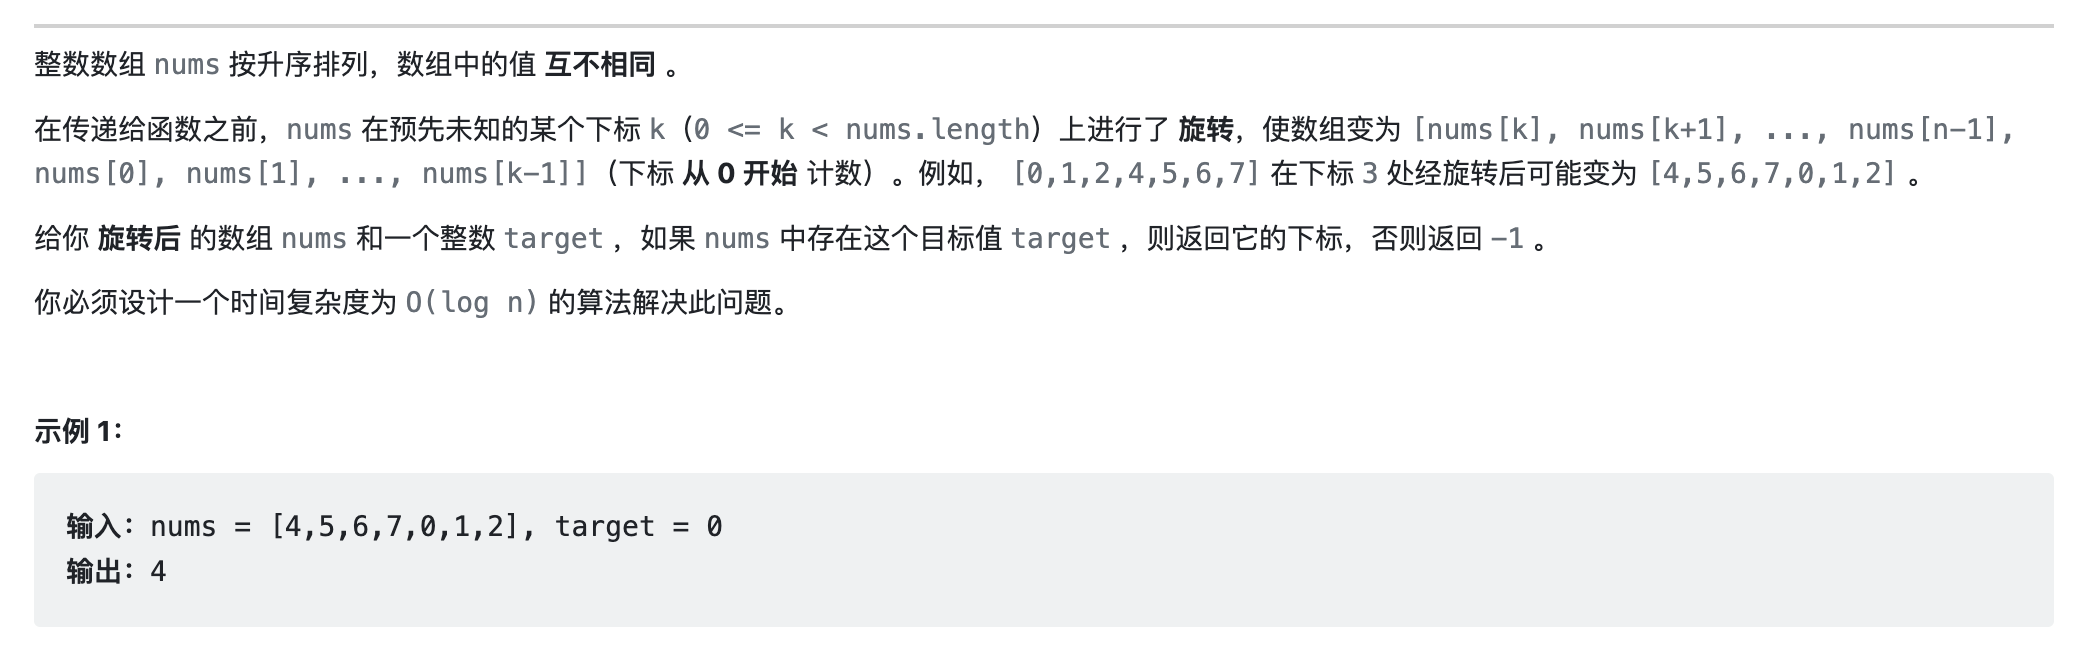 整数数组 nums 按升序排列，数组中的值 互不相同 。
在传递给函数之前，nums 在预先未知的某个下标 k（0 <= k < nums.length）上进行了 旋转，使数组变为 [nums[k], nums[k+1], ..., nums[n-1],
nums[0], nums[1], ..., nums[k-1]]（下标 从 0 开始 计数）。例如， [0,1,2,4,5,6,7] 在下标 3 处经旋转后可能变为 [4,5,6,7,0,1,2] 。
给你 旋转后 的数组 nums 和一个整数 target ，如果 nums 中存在这个目标值 target ，则返回它的下标，否则返回 -1 。
你必须设计一个时间复杂度为 O(log n) 的算法解决此问题。
示例 1：
输入：nums = [4,5,6,7,0,1,2], target = 0
输出：4